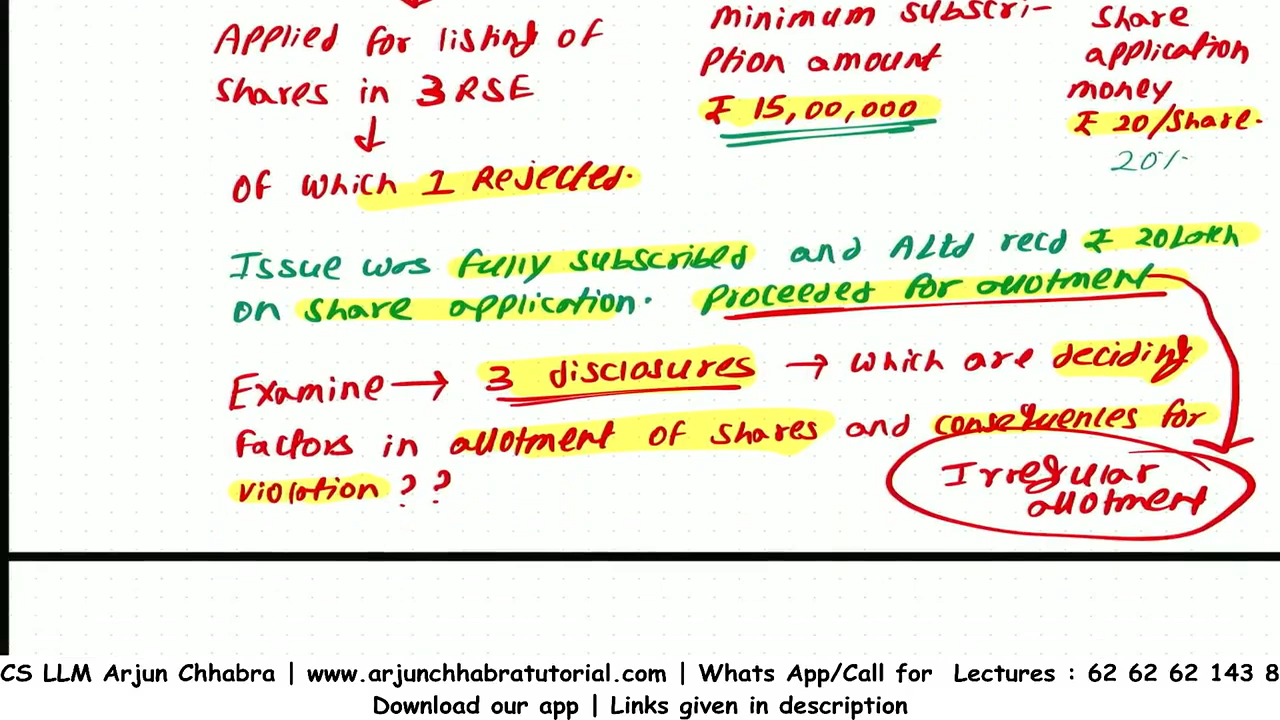 Applied for listing of
shares in 3 RSE
of which 1 Rejected.
minimum subscri-
ption amount
₹ 15,00,000
share
application
money
₹ 20/share.
20%
Issue was fully subscribed and ALtd recd ₹ 20Lakh
on share application. Proceeded for allotment
Examine → 3 disclosures → which are deciding
factors in allotment of shares and consequences for
violation ??
Irregular
allotment
CS LLM Arjun Chhabra | www.arjunchhabratutorial.com | Whats App/Call for Lectures : 62 62 62 143 8
Download our app | Links given in description